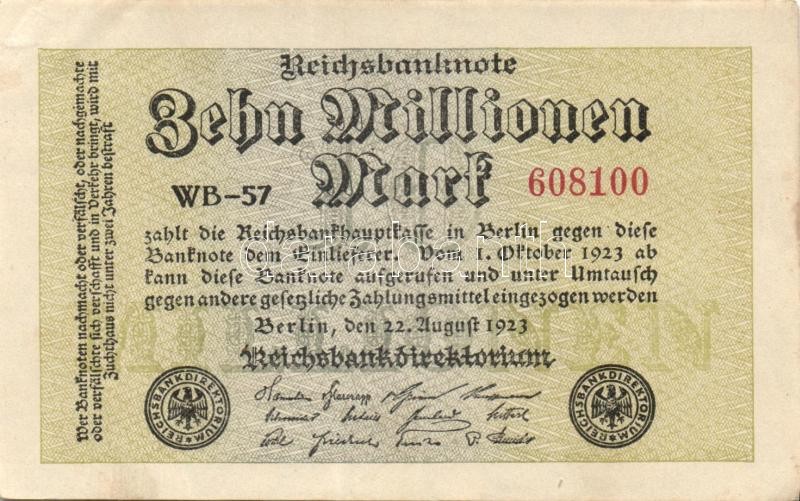 Reichsbanknote
Zehn Millionen
Mark
WB-57
608100
zahlt die Reichsbankhauptkasse in Berlin gegen diese
Banknote dem Einlieferer. Vom 1. Oktober 1923 ab
kann diese Banknote aufgerufen und unter Umtausch
gegen andere gesetzliche Zahlungsmittel eingezogen werden
Berlin, den 22. August 1923
Reichsbankdirektorium
REICHSBANKDIREKTORIUM
REICHSBANKDIREKTORIUM
Wer Banknoten nachmacht oder verfälscht, oder nachgemachte
oder verfälschte sich verschafft und in Verkehr bringt, wird mit
Zuchthaus nicht unter zwei Jahren bestraft